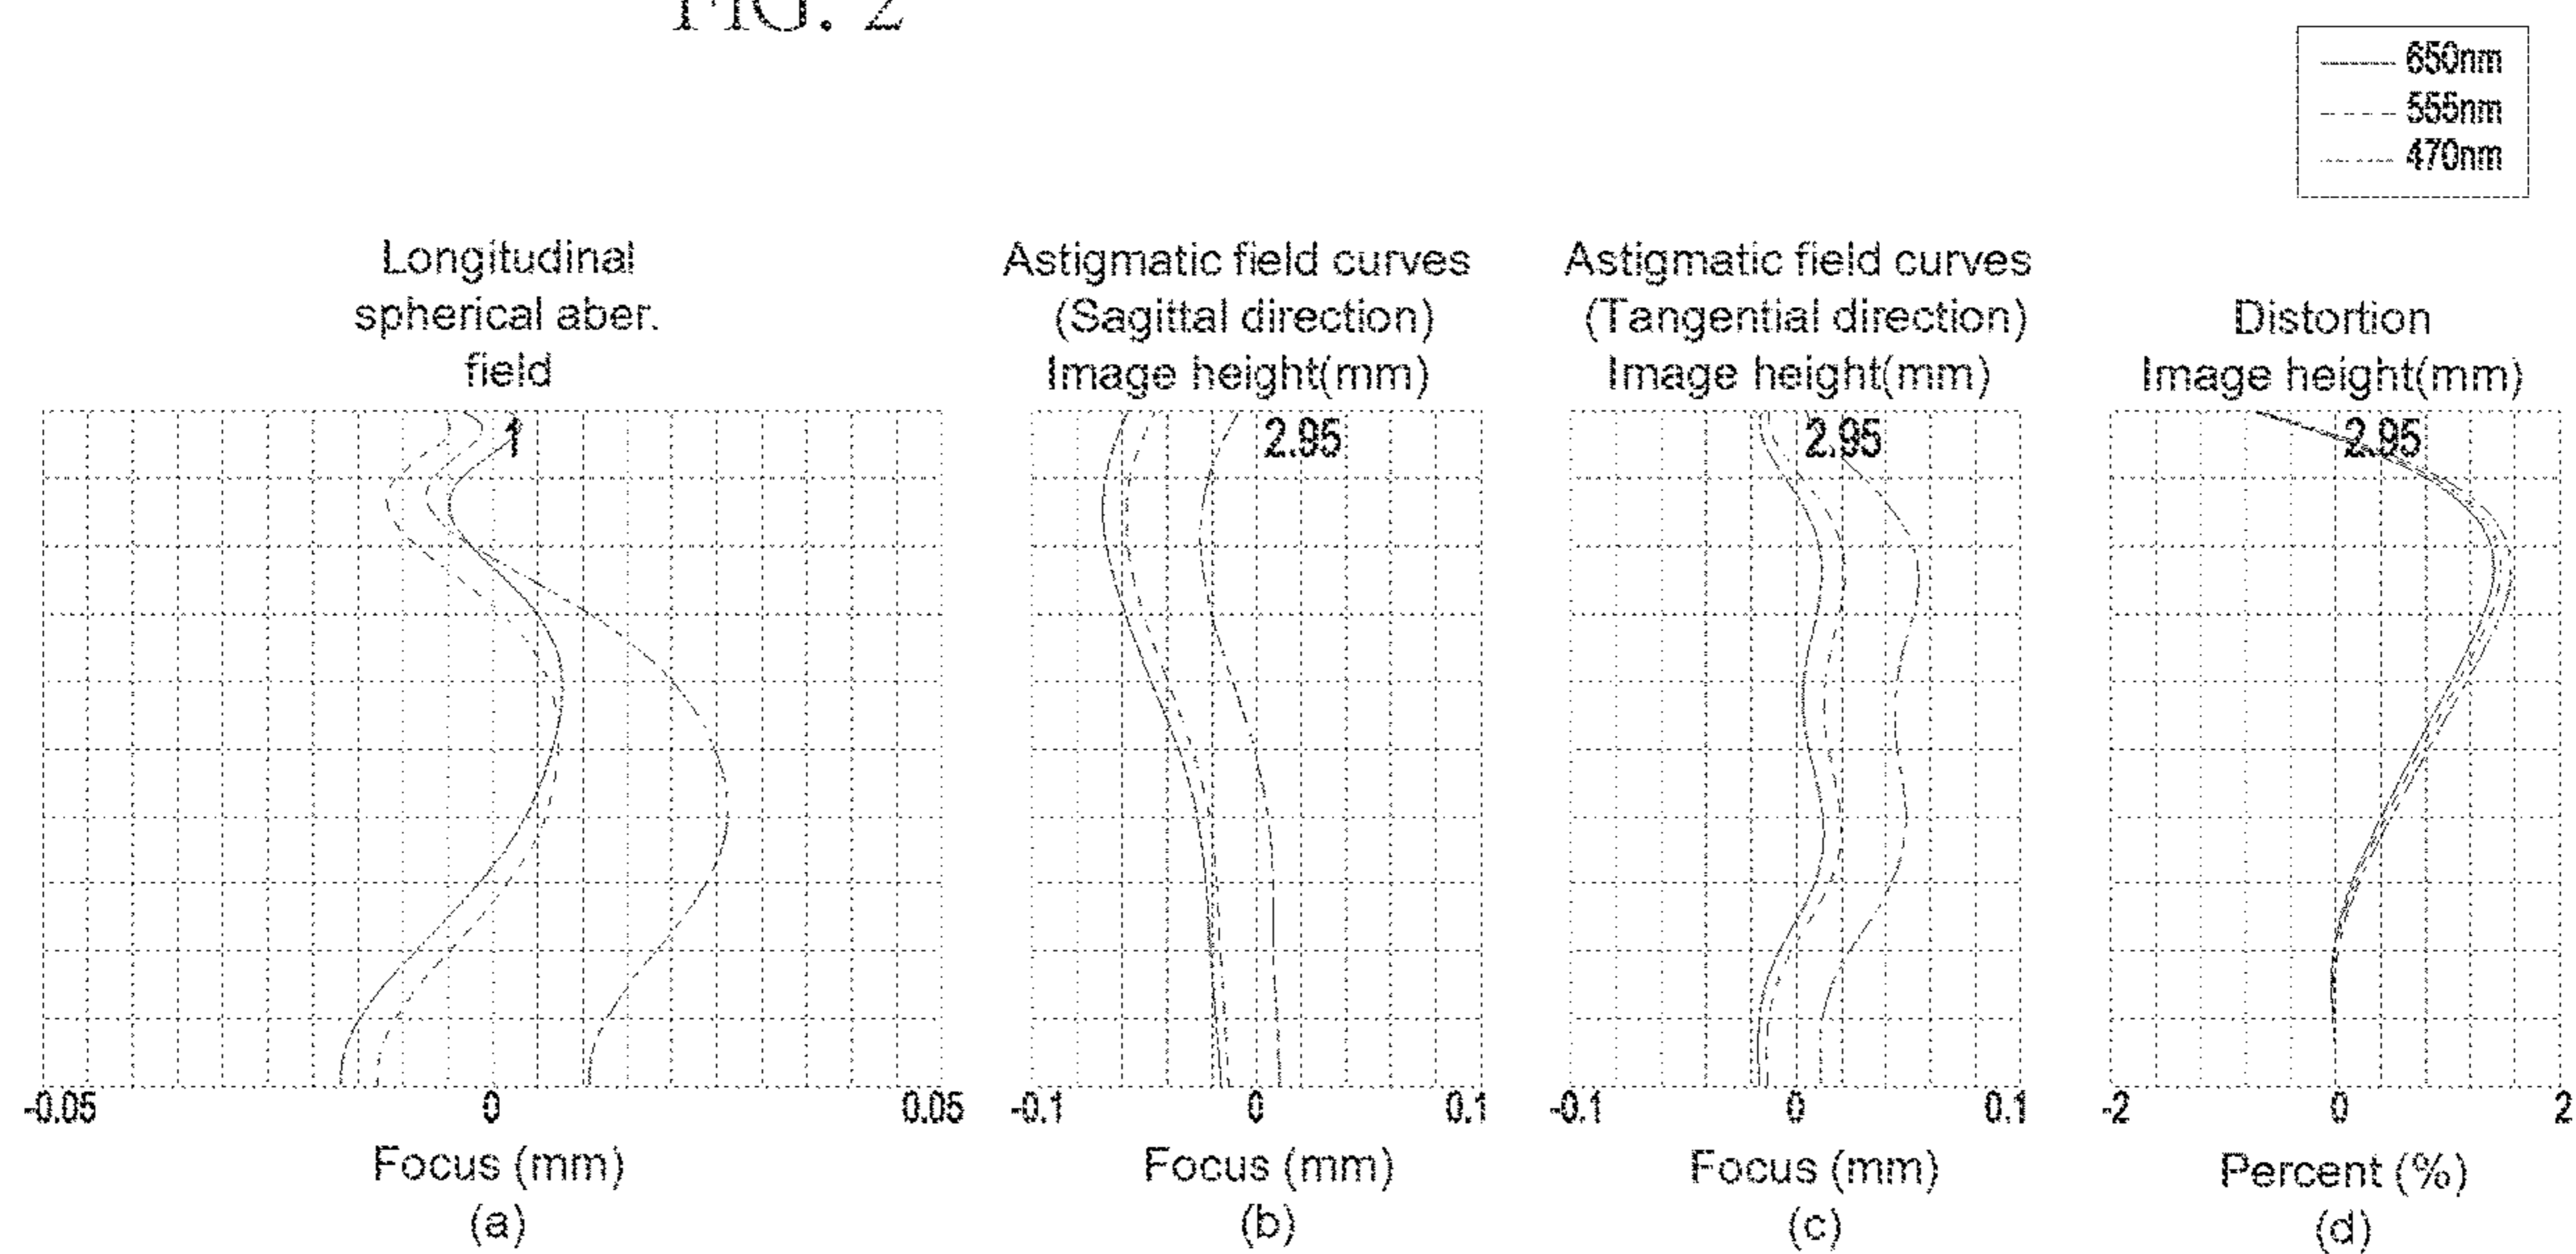 FIG. 2
650nm
555nm
470nm
Longitudinal
spherical aber.
field
Astigmatic field curves
(Sagittal direction)
Image height(mm)
Astigmatic field curves
(Tangential direction)
Image height(mm)
Distortion
Image height(mm)
1
2.95
2.95
2.95
-0.05 0 0.05
-0.1 0 0.1
-0.1 0 0.1
-2 0 2
Focus (mm)
Focus (mm)
Focus (mm)
Percent (%)
(a)
(b)
(c)
(d)